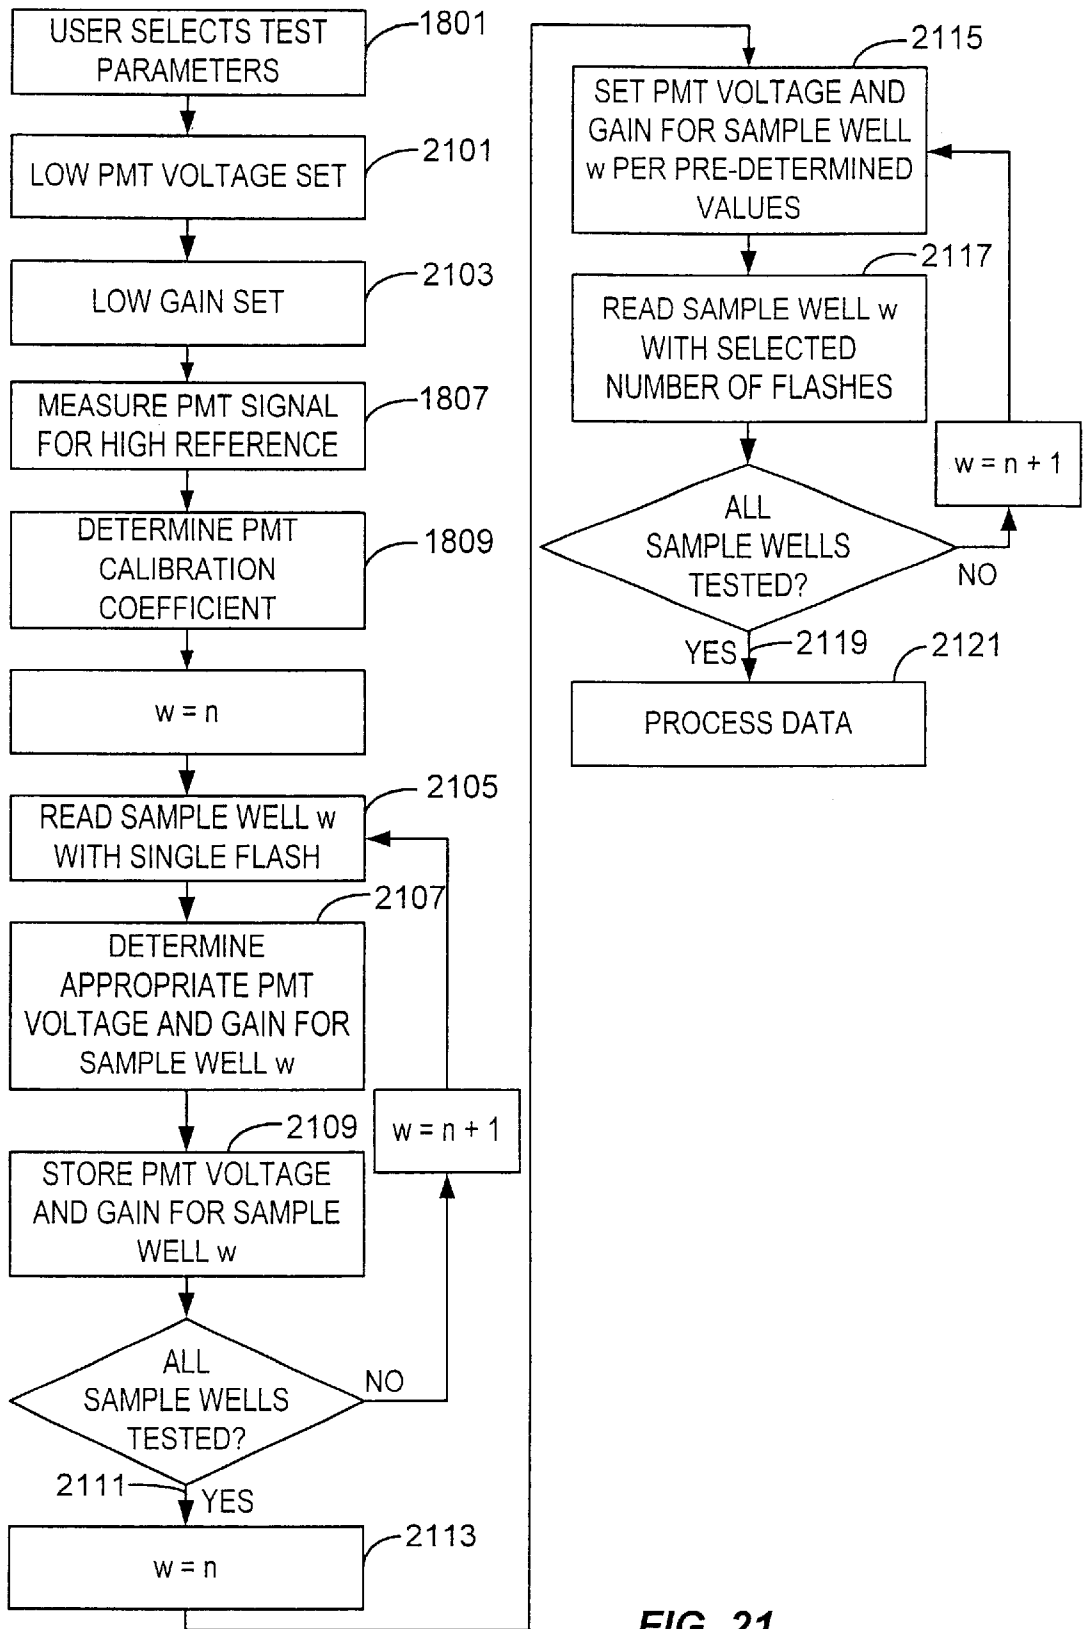 USER SELECTS TEST
PARAMETERS
1801
LOW PMT VOLTAGE SET
2101
LOW GAIN SET
2103
MEASURE PMT SIGNAL
FOR HIGH REFERENCE
1807
DETERMINE PMT
CALIBRATION
COEFFICIENT
1809
w = n
READ SAMPLE WELL w
WITH SINGLE FLASH
2105
DETERMINE
APPROPRIATE PMT
VOLTAGE AND GAIN FOR
SAMPLE WELL w
2107
STORE PMT VOLTAGE
AND GAIN FOR SAMPLE
WELL w
2109
w = n + 1
ALL
SAMPLE WELLS
TESTED?
NO
2111
YES
w = n
2113
SET PMT VOLTAGE AND
GAIN FOR SAMPLE WELL
w PER PRE-DETERMINED
VALUES
2115
READ SAMPLE WELL w
WITH SELECTED
NUMBER OF FLASHES
2117
w = n + 1
ALL
SAMPLE WELLS
TESTED?
NO
YES
2119
PROCESS DATA
2121
FIG. 21